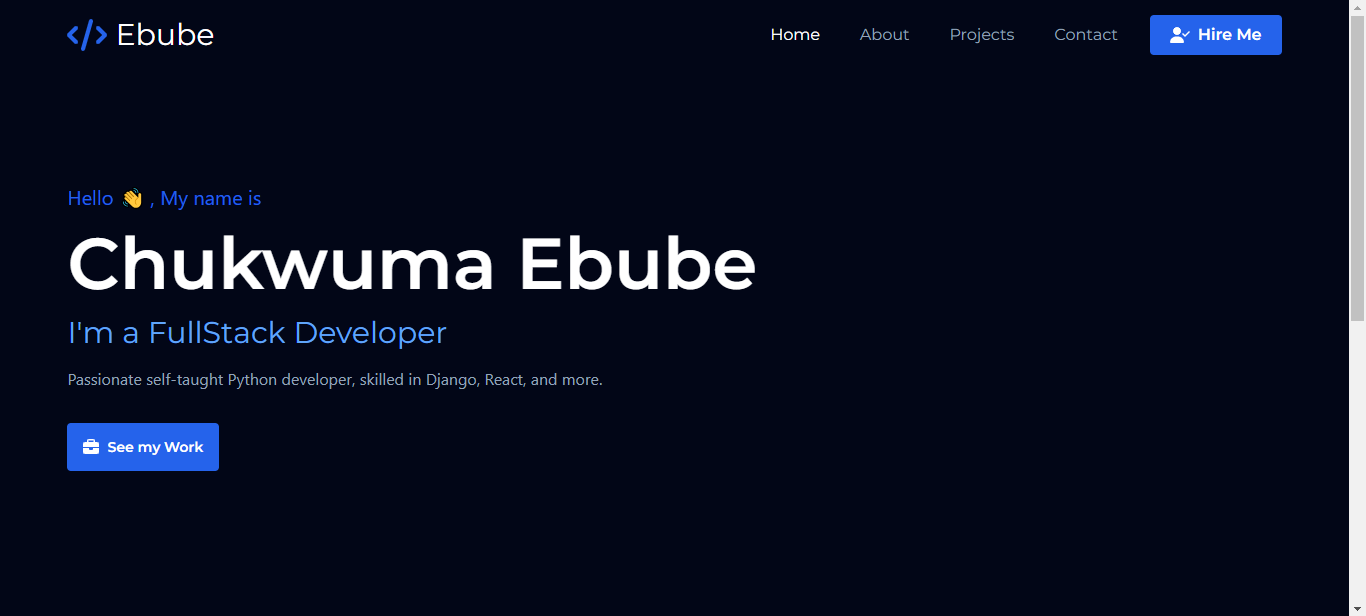 </> Ebube
Home About Projects Contact Hire Me
Hello 👋 , My name is
Chukwuma Ebube
I'm a FullStack Developer
Passionate self-taught Python developer, skilled in Django, React, and more.
See my Work